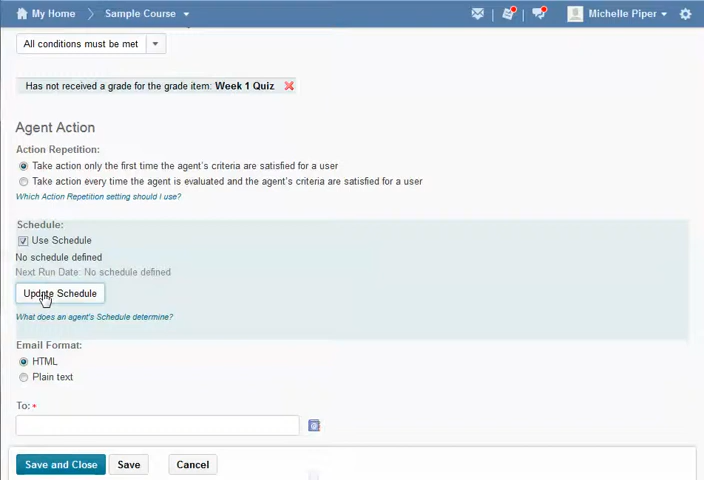 My Home Sample Course Michelle Piper
All conditions must be met
Has not received a grade for the grade item: Week 1 Quiz
Agent Action
Action Repetition:
Take action only the first time the agent's criteria are satisfied for a user
Take action every time the agent is evaluated and the agent's criteria are satisfied for a user
Which Action Repetition setting should I use?
Schedule:
Use Schedule
No schedule defined
Next Run Date: No schedule defined
Update Schedule
What does an agent's Schedule determine?
Email Format:
HTML
Plain text
To: *
Save and Close Save Cancel